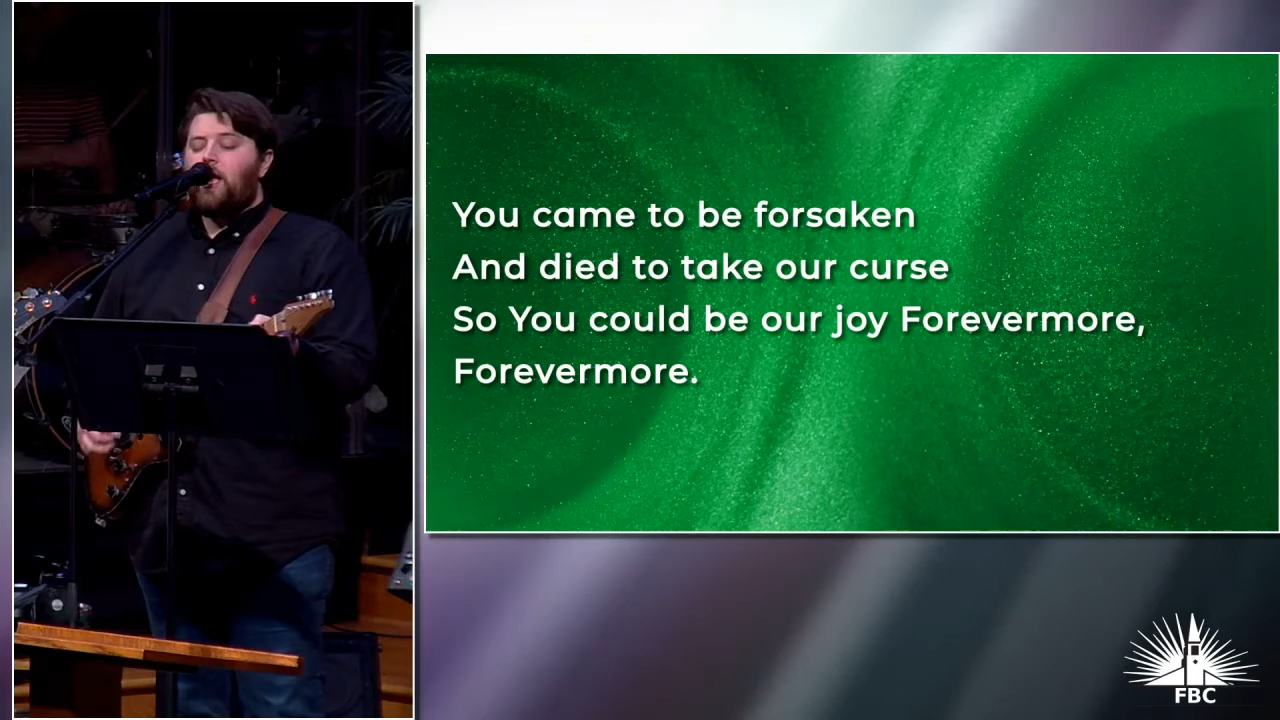 You came to be forsaken
And died to take our curse
So You could be our joy Forevermore,
Forevermore.
FBC